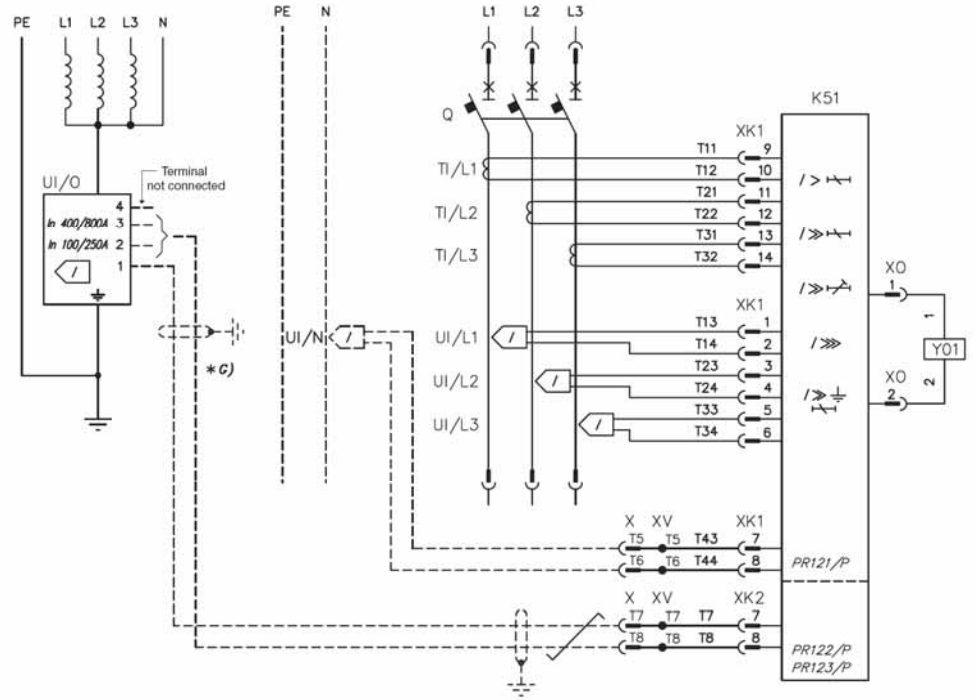 PE L1 L2 L3 N
PE N
L1 L2 L3
UI/O
Terminal
not connected
4
In 400/800A 3
In 100/250A 2
1
/
*G)
UI/N
/
Q
TI/L1
TI/L2
TI/L3
UI/L1
/
UI/L2
/
UI/L3
/
XK1
T11 9
T12 10
T21 11
T22 12
T31 13
T32 14
XK1
T13 1
T14 2
T23 3
T24 4
T33 5
T34 6
X XV XK1
T5 T5 T43 7
T6 T6 T44 8
X XV XK2
T7 T7 T7 7
T8 T8 T8 8
K51
I >
I ≫
I ≫
I ⋙
I ≫
PR121/P
PR122/P
PR123/P
XO
1
1
Y01
2
XO
2